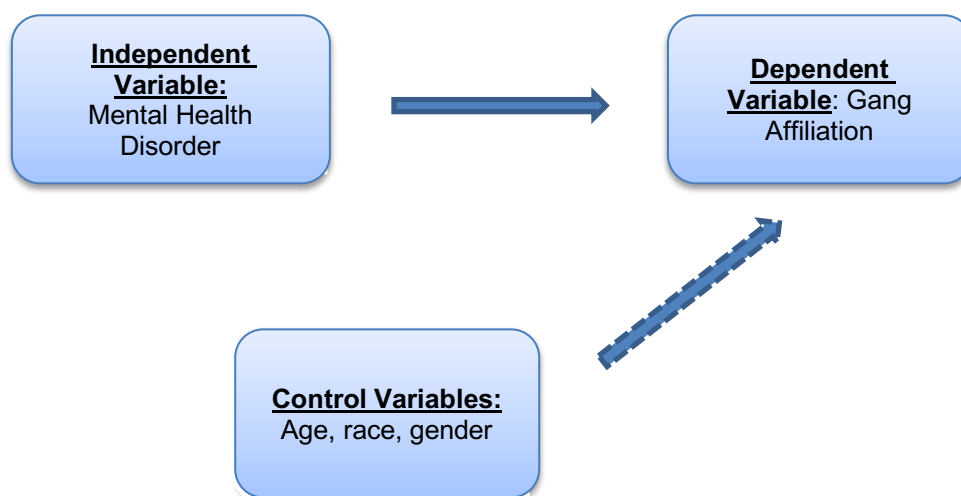 Independent
Variable:
Mental Health
Disorder
Dependent
Variable: Gang
Affiliation
Control Variables:
Age, race, gender